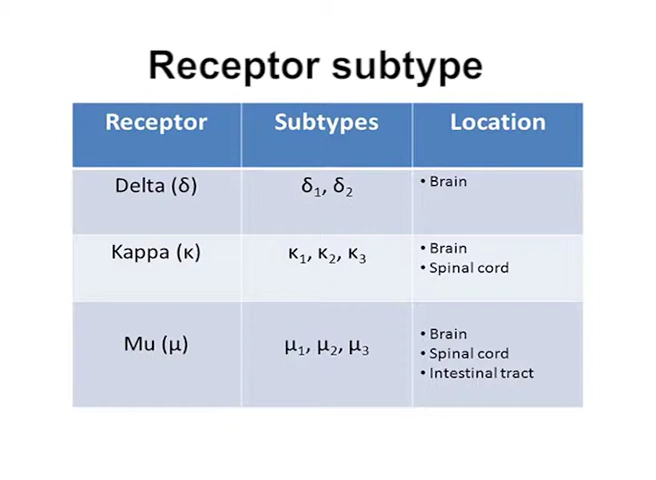 Receptor subtype
Receptor Subtypes Location
Delta (δ) δ₁, δ₂ • Brain
Kappa (κ) κ₁, κ₂, κ₃ • Brain
• Spinal cord
Mu (μ) μ₁, μ₂, μ₃ • Brain
• Spinal cord
• Intestinal tract